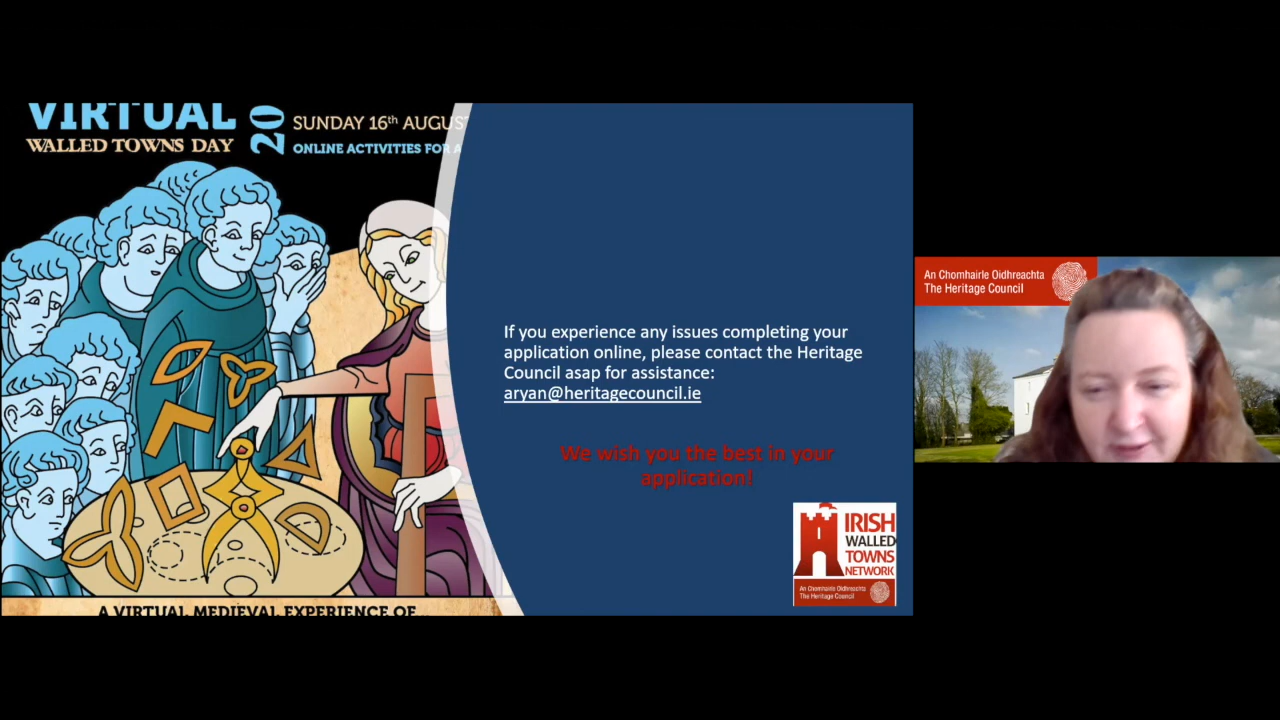 VIRTUAL
WALLED TOWNS DAY
20
SUNDAY 16th AUGUS
ONLINE ACTIVITIES FOR A
If you experience any issues completing your
application online, please contact the Heritage
Council asap for assistance:
aryan@heritagecouncil.ie
We wish you the best in your
application!
IRISH
WALLED
TOWNS
NETWORK
An Chomhairle Oidhreachta
The Heritage Council
A VIRTUAL MEDIEVAL EXPERIENCE OF...
An Chomhairle Oidhreachta
The Heritage Council